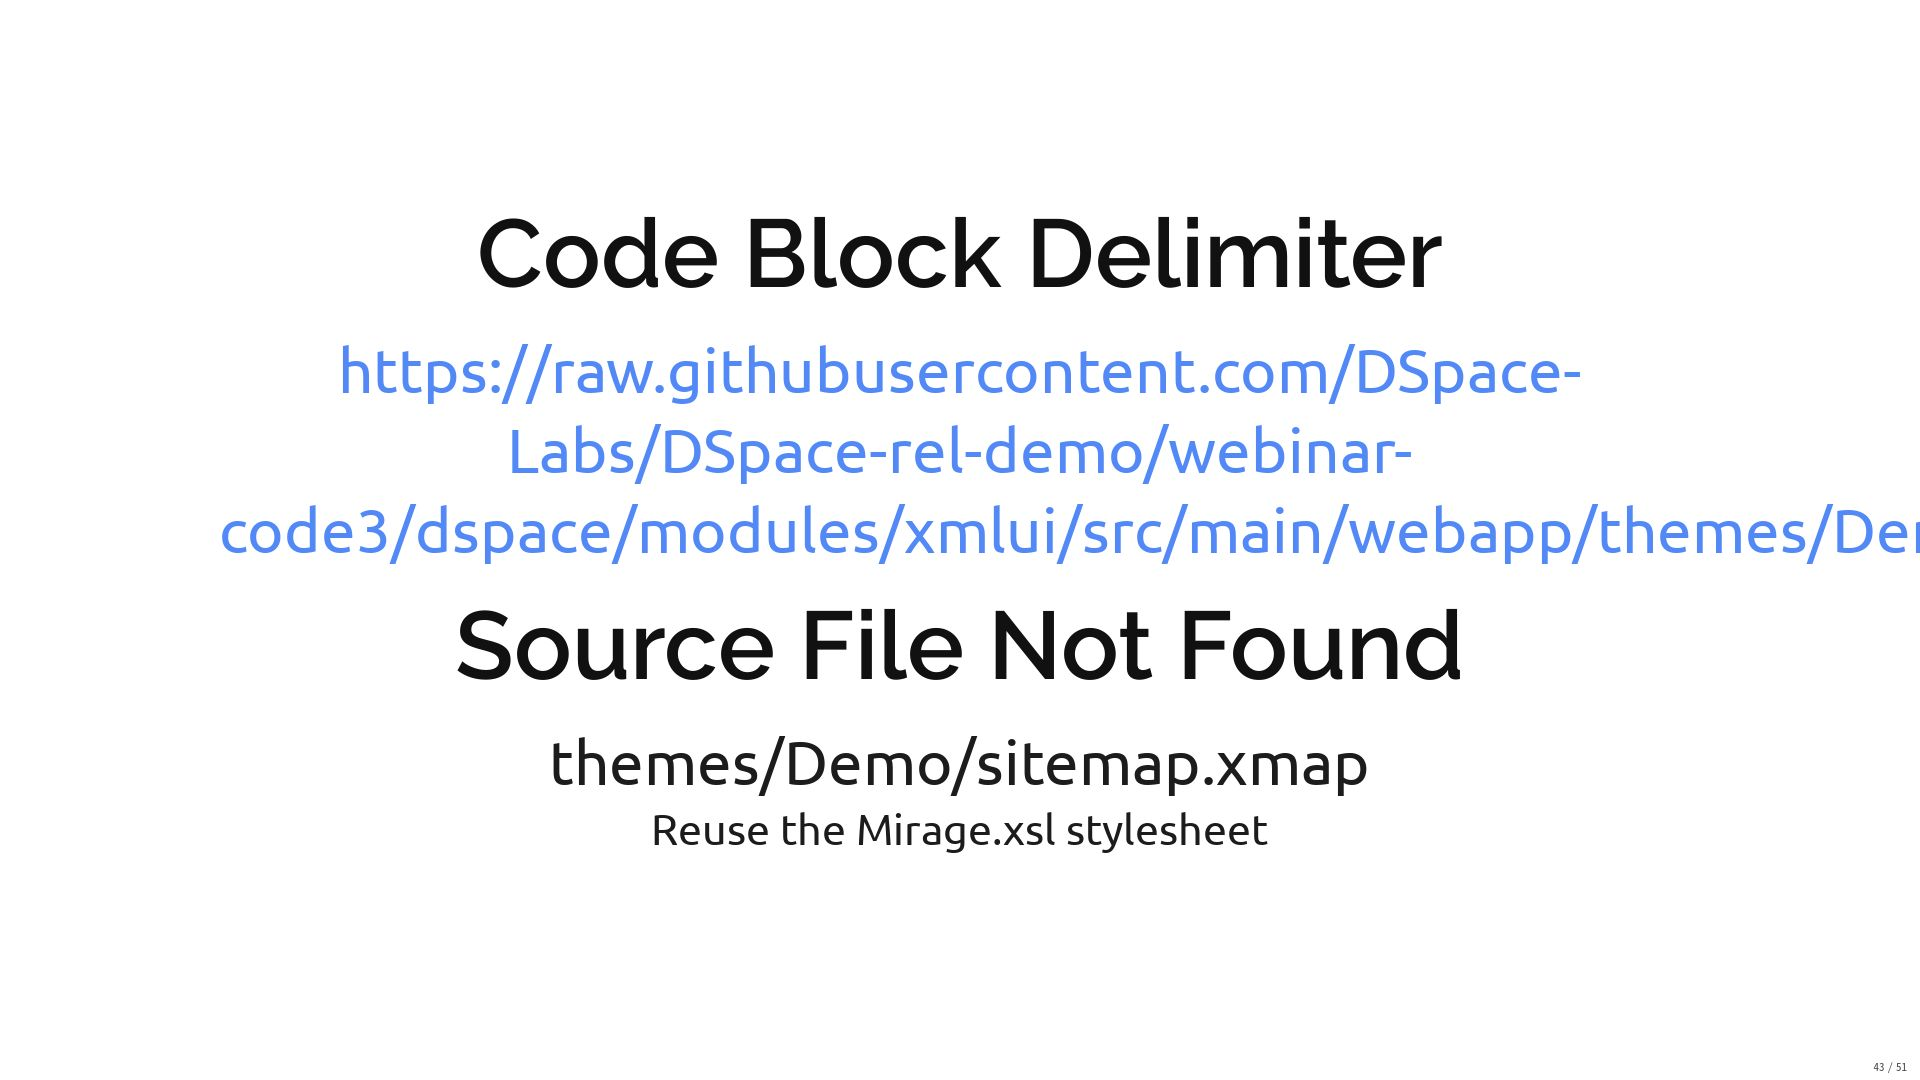 Code Block Delimiter
https://raw.githubusercontent.com/DSpace-
Labs/DSpace-rel-demo/webinar-
code3/dspace/modules/xmlui/src/main/webapp/themes/De
Source File Not Found
themes/Demo/sitemap.xmap
Reuse the Mirage.xsl stylesheet
43 / 51